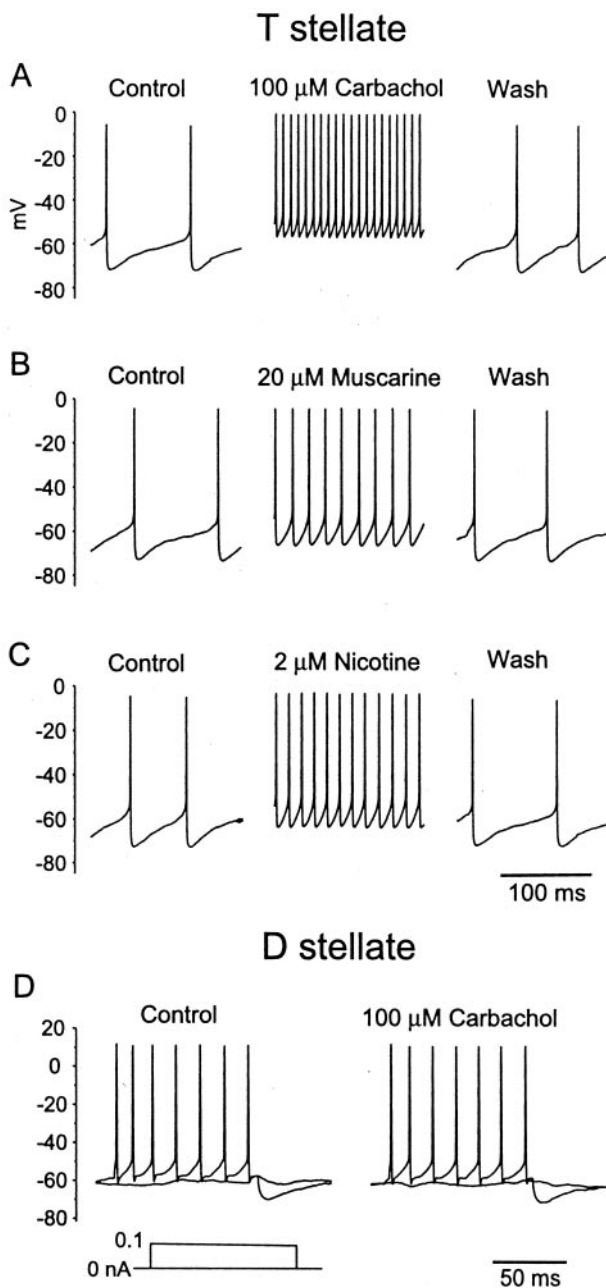 T stellate
A
Control 100 μM Carbachol Wash
0
-20
-40
-60
-80
mV
B
Control 20 μM Muscarine Wash
0
-20
-40
-60
-80
C
Control 2 μM Nicotine Wash
0
-20
-40
-60
-80
100 ms
D stellate
D
Control 100 μM Carbachol
20
0
-20
-40
-60
-80
0.1
0 nA
50 ms